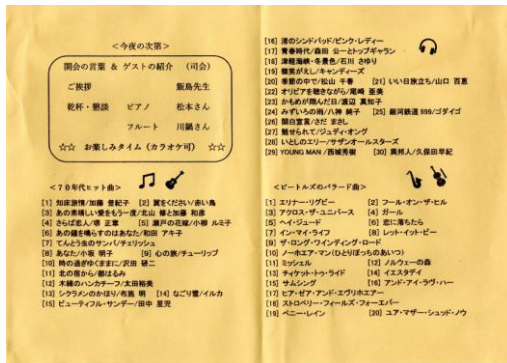 ＜今夜の次第＞
開会の言葉 ＆ ゲストの紹介 （司会）
ご挨拶 飯島先生
乾杯・懇談 ピアノ 松本さん
フルート 川鍋さん
☆☆ お楽しみタイム（カラオケ可） ☆☆
＜７０年代ヒット曲＞
[1] 知床旅情/加藤 登紀子 [2] 翼をください/赤い鳥
[3] あの素晴しい愛をもう一度/北山 修と加藤 和彦
[4] さらば恋人/堺 正章 [5] 瀬戸の花嫁/小柳 ルミ子
[6] あの鐘を鳴らすのはあなた/和田 アキ子
[7] てんとう虫のサンバ/チェリッシュ
[8] あなた/小坂 明子 [9] 心の旅/チューリップ
[10] 時の過ぎゆくままに/沢田 研二
[11] 北の宿から/都はるみ
[12] 木綿のハンカチーフ/太田裕美
[13] シクラメンのかほり/布施 明 [14] なごり雪/イルカ
[15] ビューティフル・サンデー/田中 星児
[16] 渚のシンドバッド/ピンク・レディー
[17] 青春時代/森田 公一とトップギャラン
[18] 津軽海峡・冬景色/石川 さゆり
[19] 微笑がえし/キャンディーズ
[20] 季節の中で/松山 千春 [21] いい日旅立ち/山口 百恵
[22] オリビアを聴きながら/尾崎 亜美
[23] かもめが翔んだ日/渡辺 真知子
[24] みずいろの雨/八神 純子 [25] 銀河鉄道 999/ゴダイゴ
[26] 関白宣言/さだ まさし
[27] 魅せられて/ジュディ・オング
[28] いとしのエリー/サザンオールスターズ
[29] YOUNG MAN /西城秀樹 [30] 異邦人/久保田早紀
＜ビートルズのバラード曲＞
[1] エリナー・リグビー [2] フール・オン・ザ・ヒル
[3] アクロス・ザ・ユニバース [4] ガール
[5] ヘイ・ジュード [6] 恋に落ちたら
[7] イン・マイ・ライフ [8] レット・イット・ビー
[9] ザ・ロング・ワインディング・ロード
[10] ノーホエア・マン(ひとりぼっちのあいつ)
[11] ミッシェル [12] ノルウェーの森
[13] チィケット・トゥ・ライド [14] イエスタデイ
[15] サムシング [16] アンド・アイ・ラヴ・ハー
[17] ヒア・ゼア・アンド・エヴリホエアー
[18] ストロベリー・フィールズ・フォーエバー
[19] ペニー・レイン [20] ユア・マザー・シュッド・ノウ